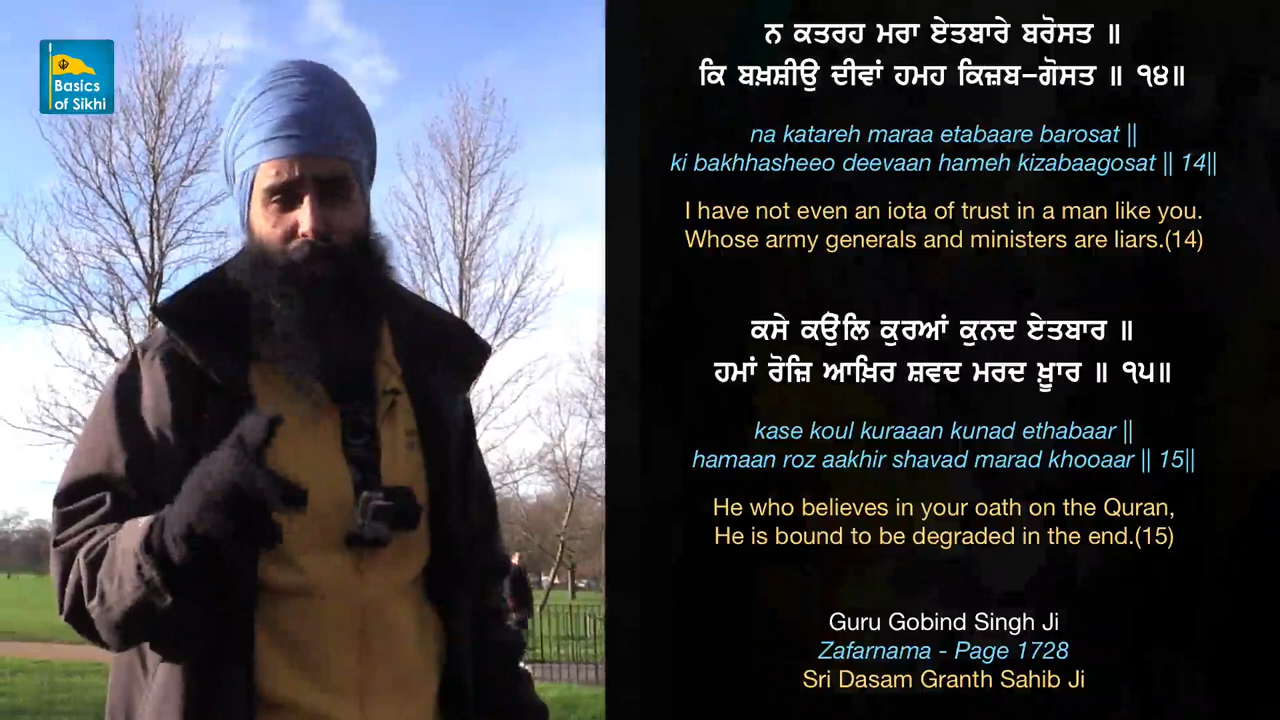 Basics
of Sikhi
ਨ ਕਤਰਹ ਮਰਾ ਏਤਬਾਰੇ ਬਰੋਸਤ ॥
ਕਿ ਬਖ਼ਸ਼ੀਉ ਦੀਵਾਂ ਹਮਹ ਕਿਜ਼ਬ-ਗੋਸਤ ॥ ੧੪॥
na katareh maraa etabaare barosat ||
ki bakhhasheeo deevaan hameh kizabaagosat || 14||
I have not even an iota of trust in a man like you.
Whose army generals and ministers are liars.(14)
ਕਸੇ ਕਉਂਲਿ ਕੁਰਆਂ ਕੁਨਦ ਏਤਬਾਰ ॥
ਹਮਾਂ ਰੋਜ਼ਿ ਆਖ਼ਿਰ ਸ਼ਵਦ ਮਰਦ ਖ਼ੂਾਰ ॥ ੧੫॥
kase koul kuraaan kunad ethabaar ||
hamaan roz aakhir shavad marad khooaar || 15||
He who believes in your oath on the Quran,
He is bound to be degraded in the end.(15)
Guru Gobind Singh Ji
Zafarnama - Page 1728
Sri Dasam Granth Sahib Ji